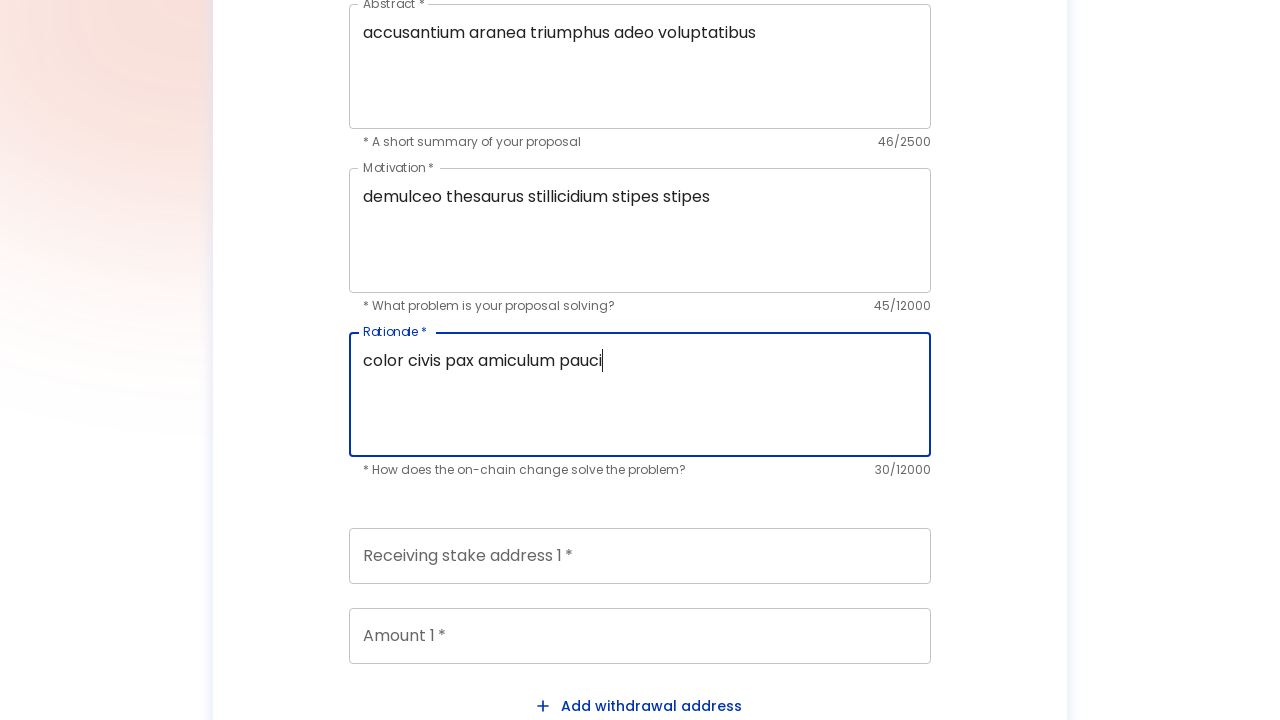 Abstract *
accusantium aranea triumphus adeo voluptatibus
* A short summary of your proposal 46/2500
Motivation *
demulceo thesaurus stillicidium stipes stipes
* What problem is your proposal solving? 45/12000
Rationale *
color civis pax amiculum pauci
* How does the on-chain change solve the problem? 30/12000
Receiving stake address 1 *
Amount 1 *
Add withdrawal address